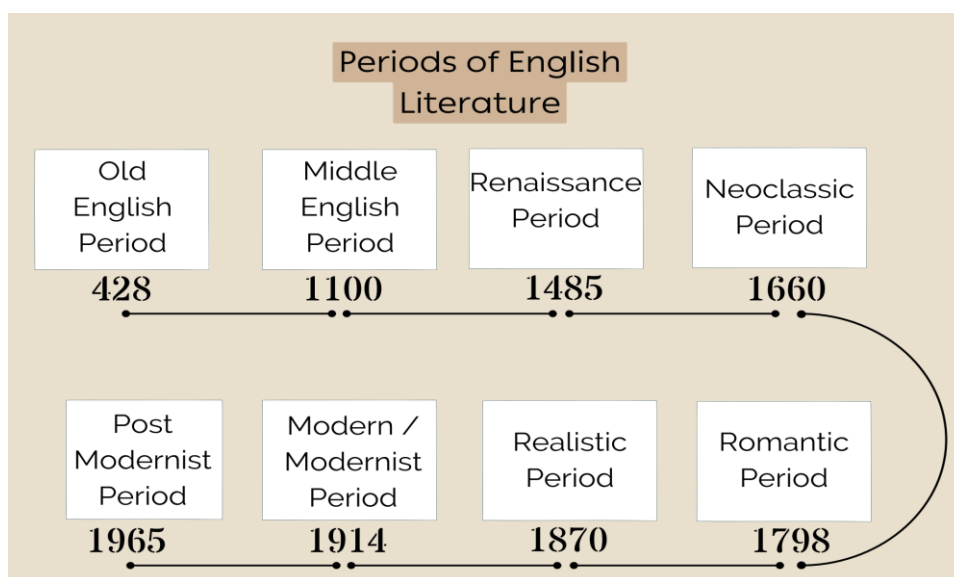 Periods of English
Literature
Old
English
Period
428
Middle
English
Period
1100
Renaissance
Period
1485
Neoclassic
Period
1660
Romantic
Period
1798
Realistic
Period
1870
Modern /
Modernist
Period
1914
Post
Modernist
Period
1965